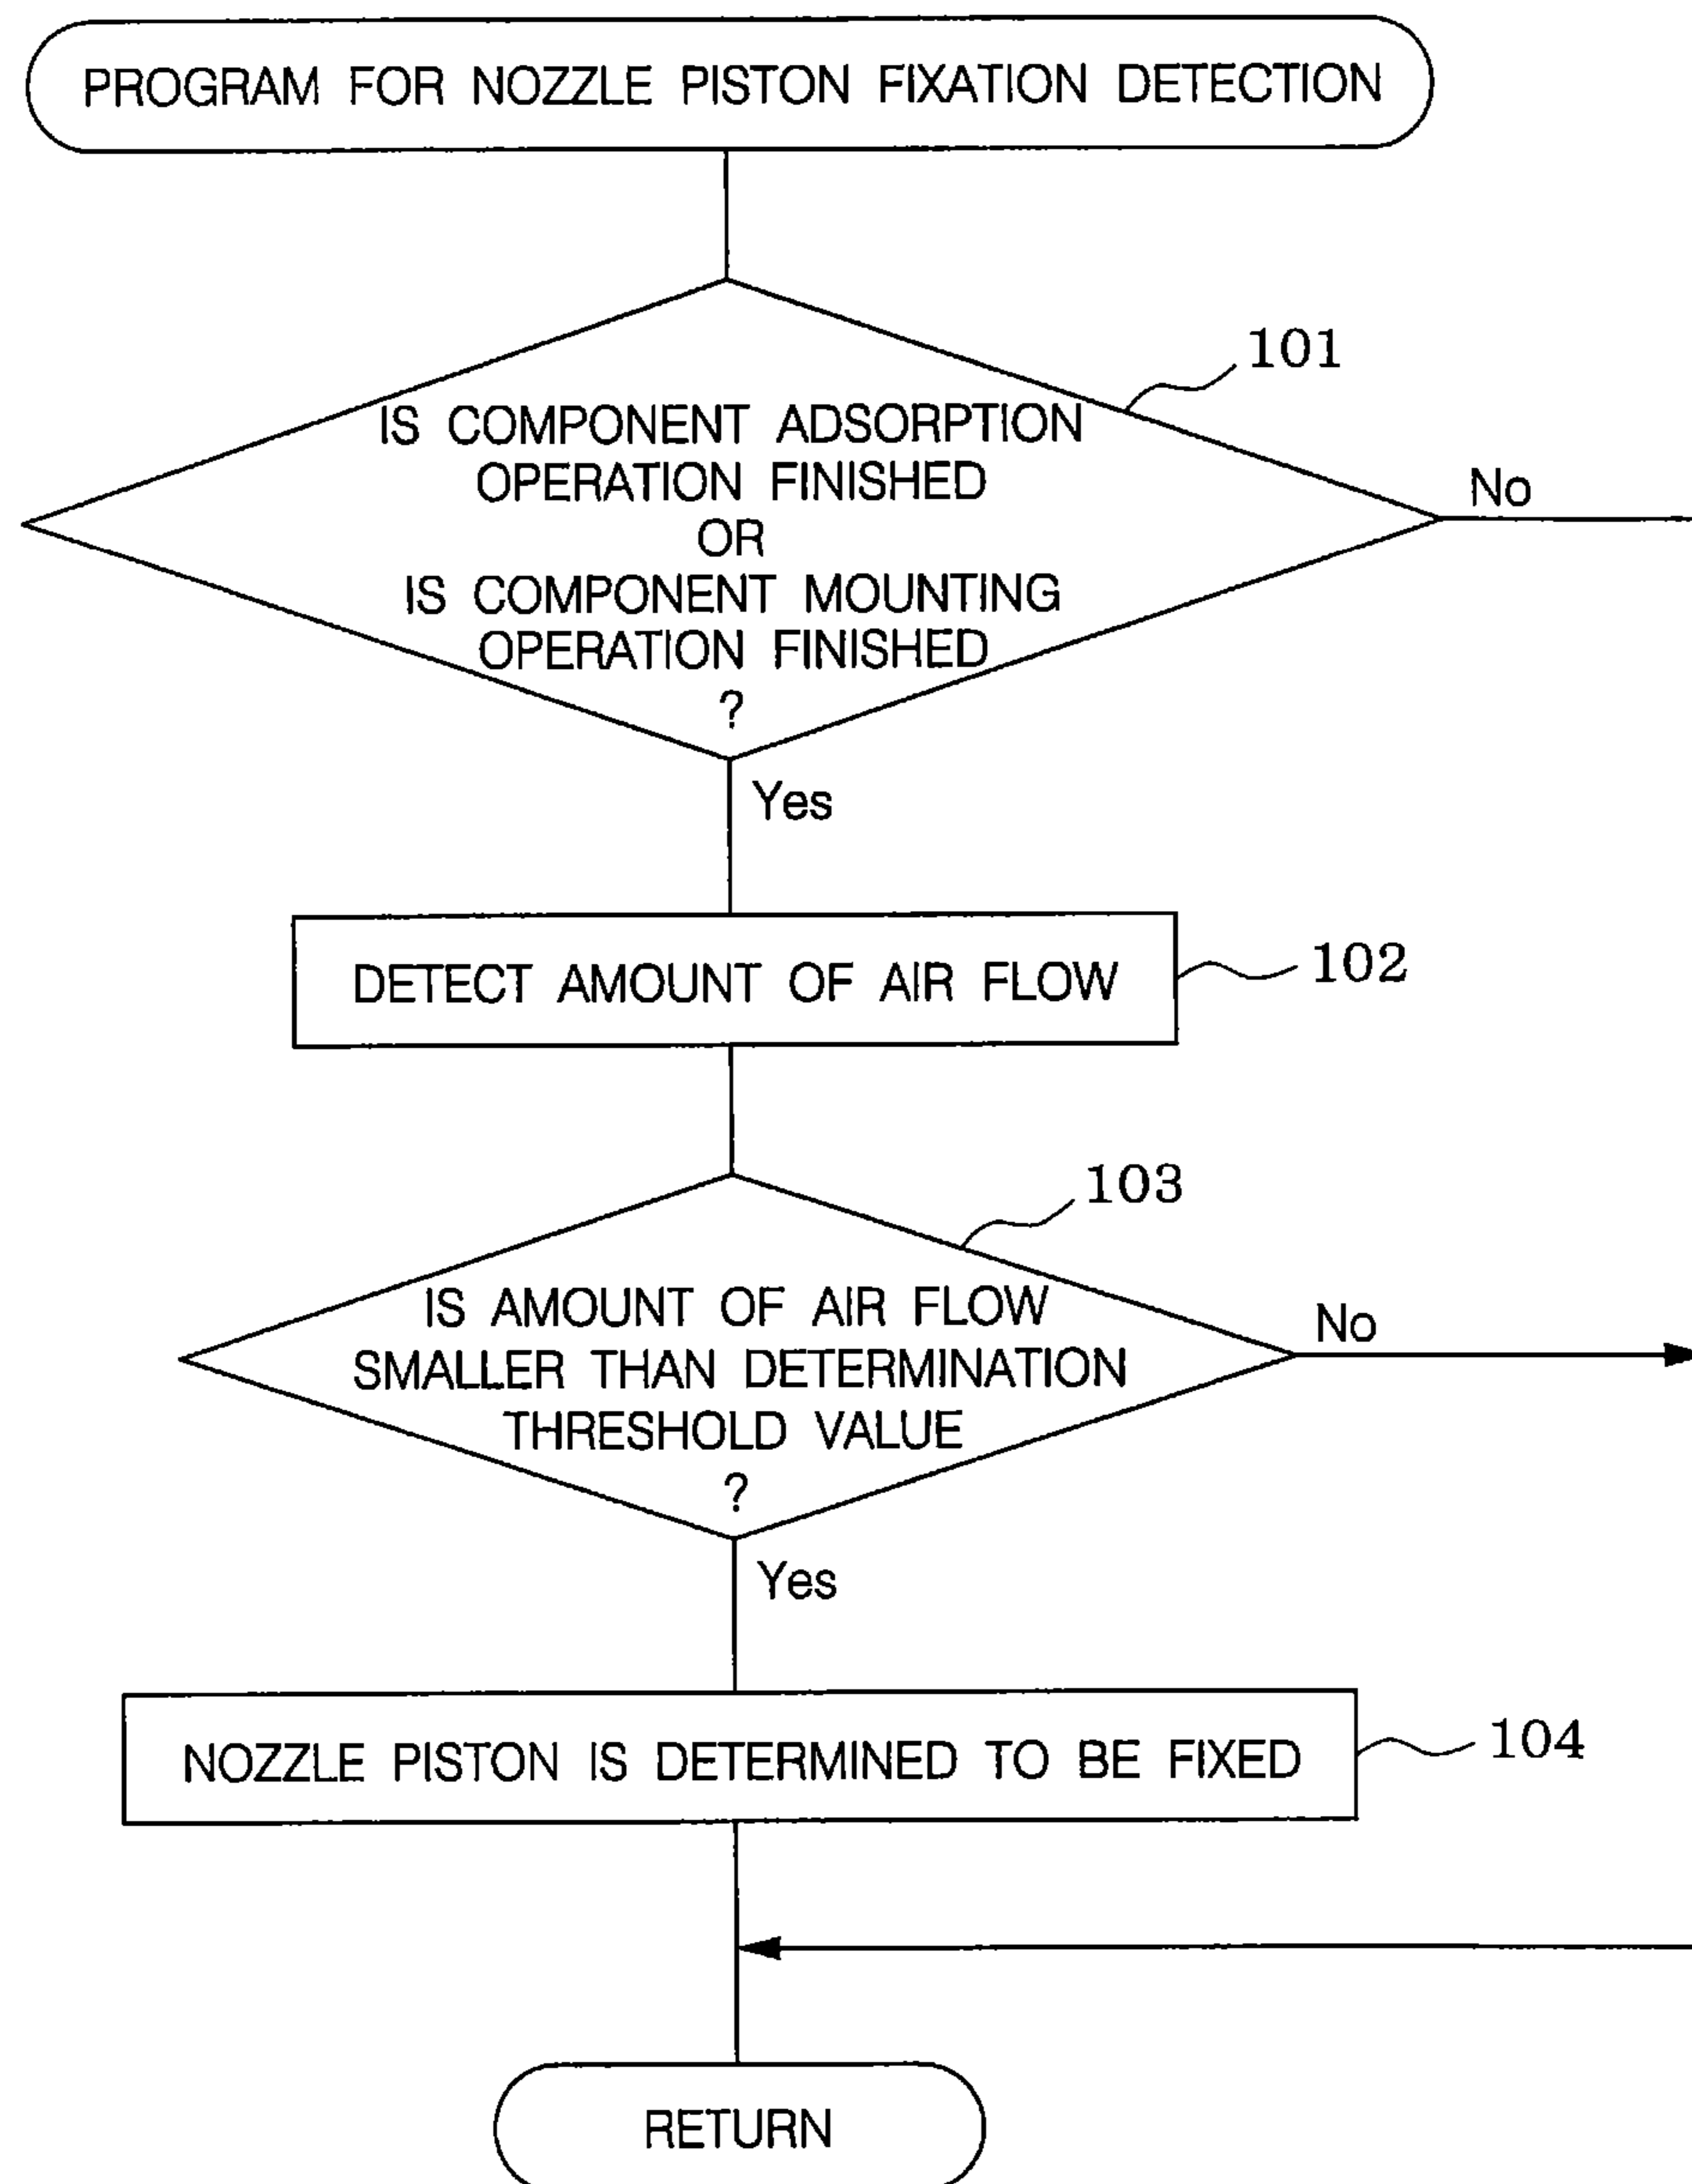 PROGRAM FOR NOZZLE PISTON FIXATION DETECTION
101
IS COMPONENT ADSORPTION
OPERATION FINISHED
OR
IS COMPONENT MOUNTING
OPERATION FINISHED
?
No
Yes
DETECT AMOUNT OF AIR FLOW
102
103
IS AMOUNT OF AIR FLOW
SMALLER THAN DETERMINATION
THRESHOLD VALUE
?
No
Yes
NOZZLE PISTON IS DETERMINED TO BE FIXED
104
RETURN